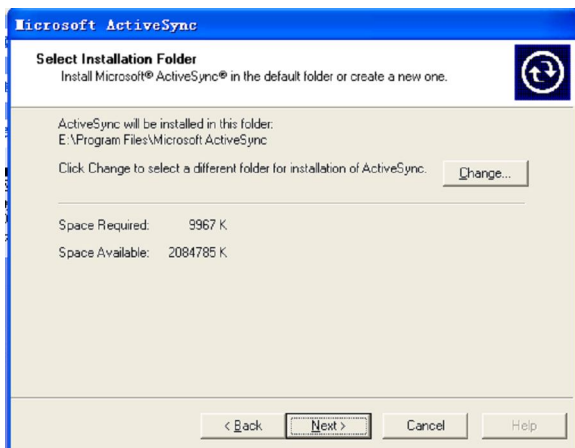 Microsoft ActiveSync
Select Installation Folder
Install Microsoft® ActiveSync® in the default folder or create a new one.
ActiveSync will be installed in this folder:
E:\Program Files\Microsoft ActiveSync
Click Change to select a different folder for installation of ActiveSync.
Change...
Space Required: 9967 K
Space Available: 2084785 K
< Back Next > Cancel Help